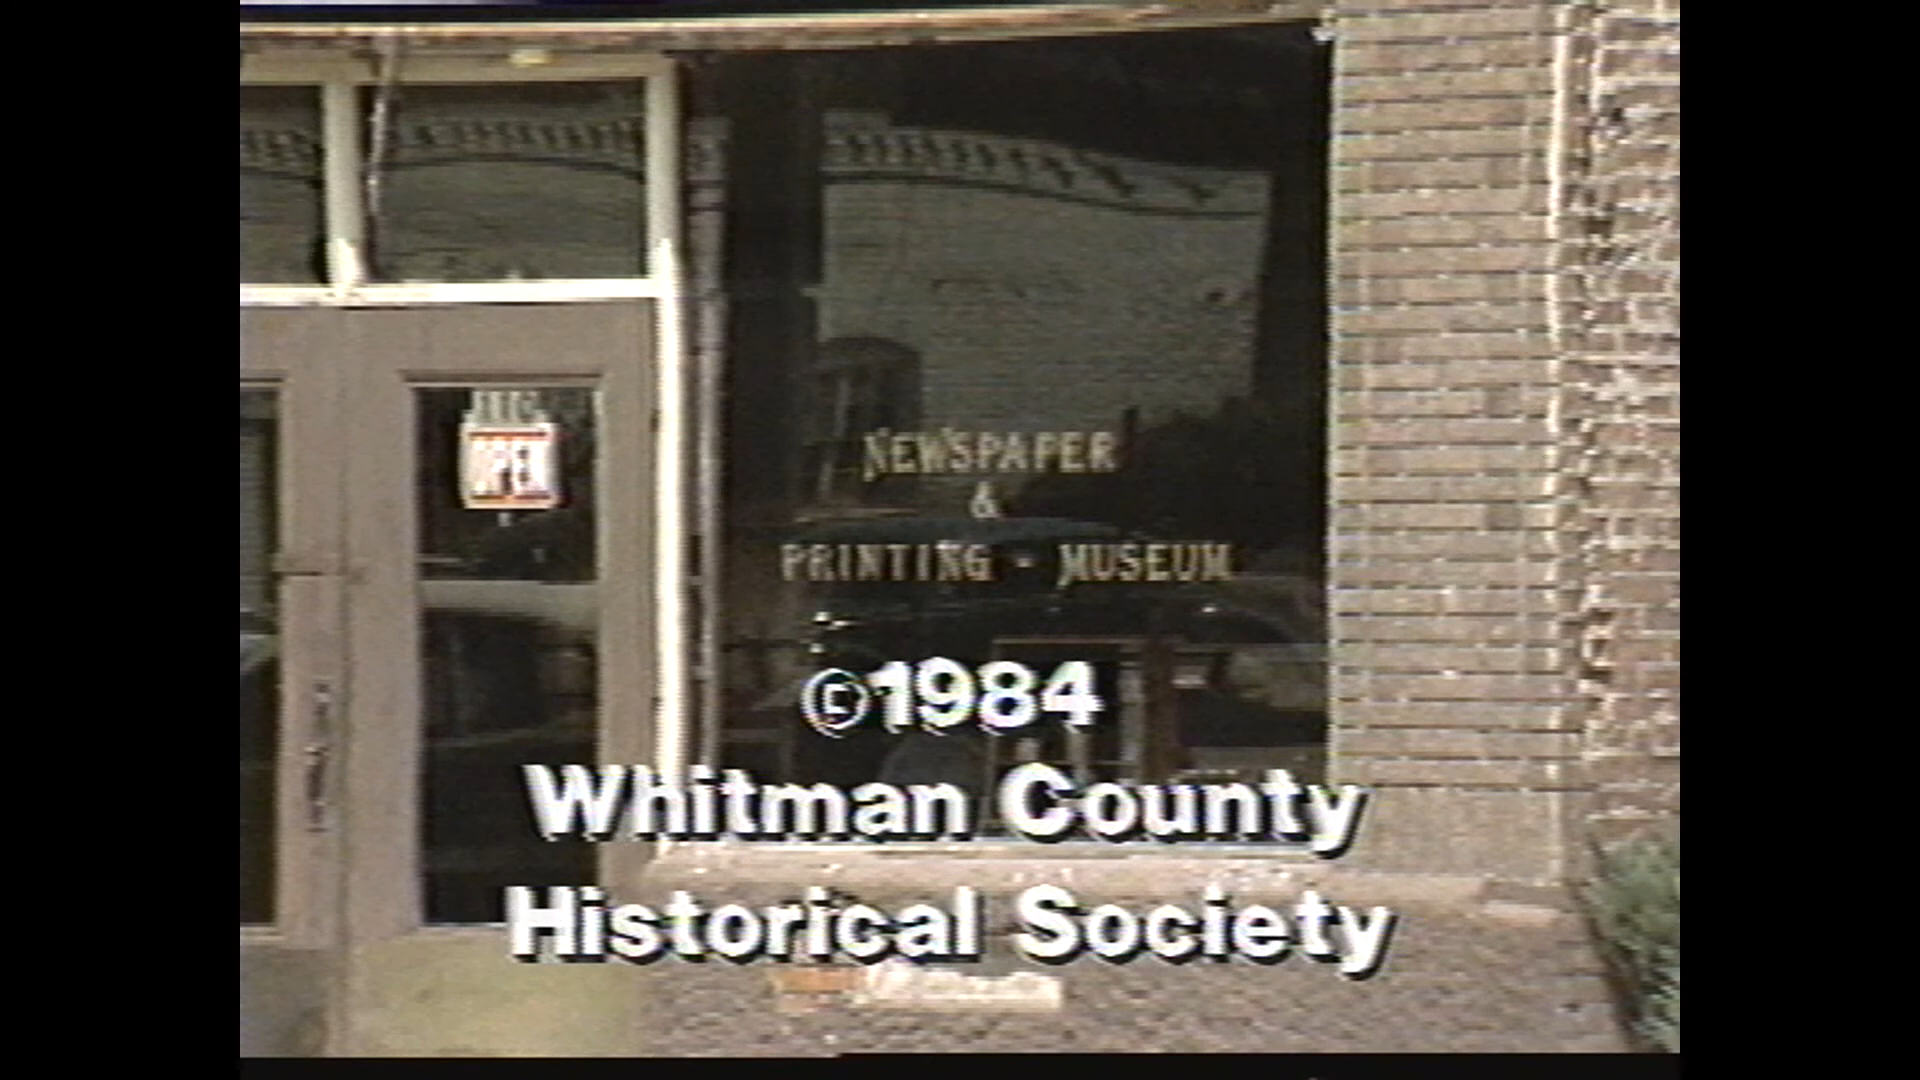 OPEN
NEWSPAPER
&
PRINTING - MUSEUM
©1984
Whitman County
Historical Society